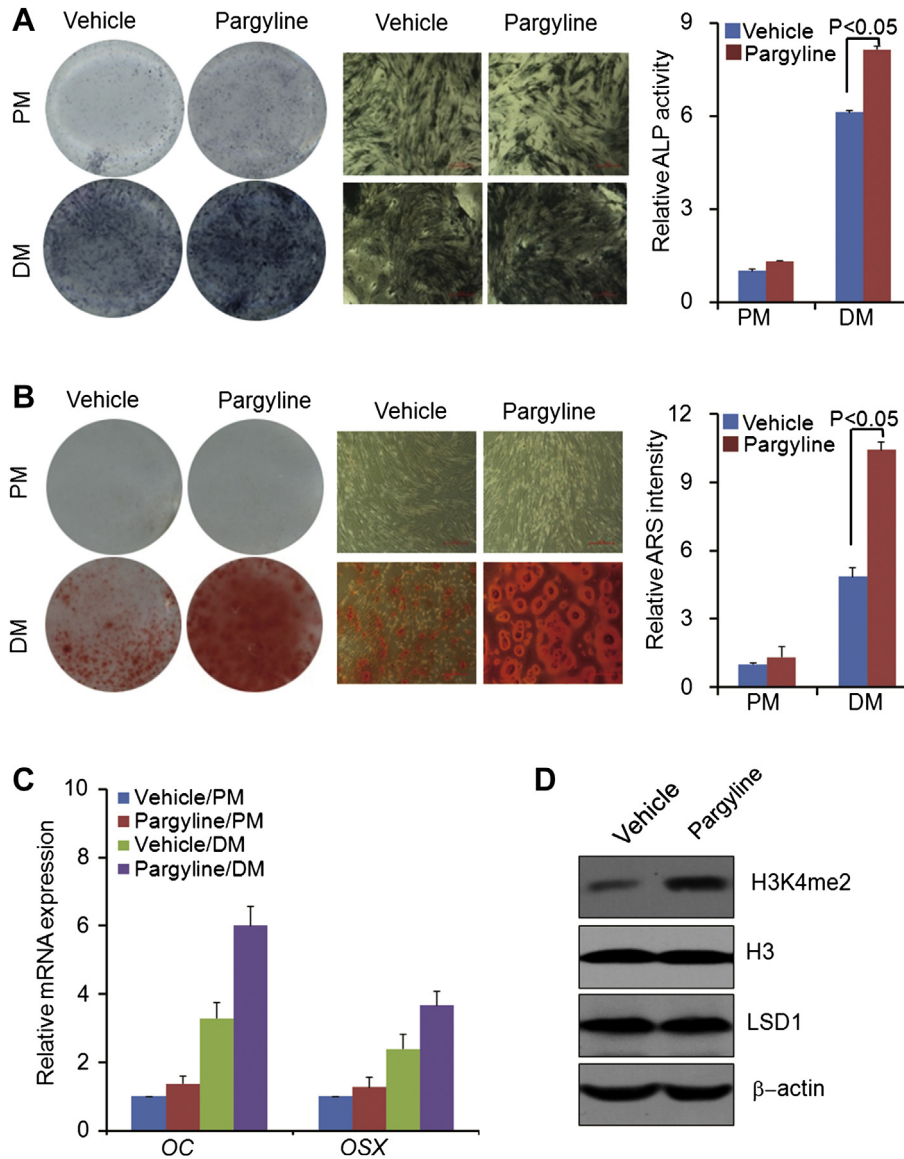 A
Vehicle Pargyline
PM
DM
Vehicle Pargyline
Relative ALP activity
9
6
3
0
Vehicle
Pargyline
P<0.05
PM DM
B
Vehicle Pargyline
PM
DM
Vehicle Pargyline
Relative ARS intensity
12
8
4
0
Vehicle
Pargyline
P<0.05
PM DM
C
Relative mRNA expression
10
8
6
4
2
0
Vehicle/PM
Pargyline/PM
Vehicle/DM
Pargyline/DM
OC OSX
D
Vehicle Pargyline
H3K4me2
H3
LSD1
β–actin